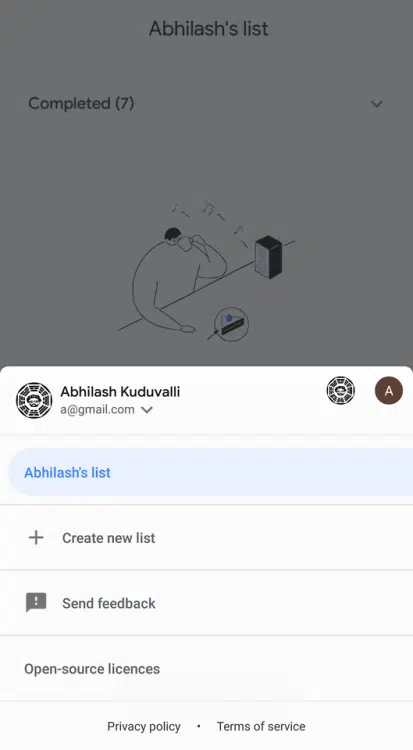 Abhilash's list
Completed (7)
Abhilash Kuduvalli
a@gmail.com
A
Abhilash's list
Create new list
Send feedback
Open-source licences
Privacy policy • Terms of service